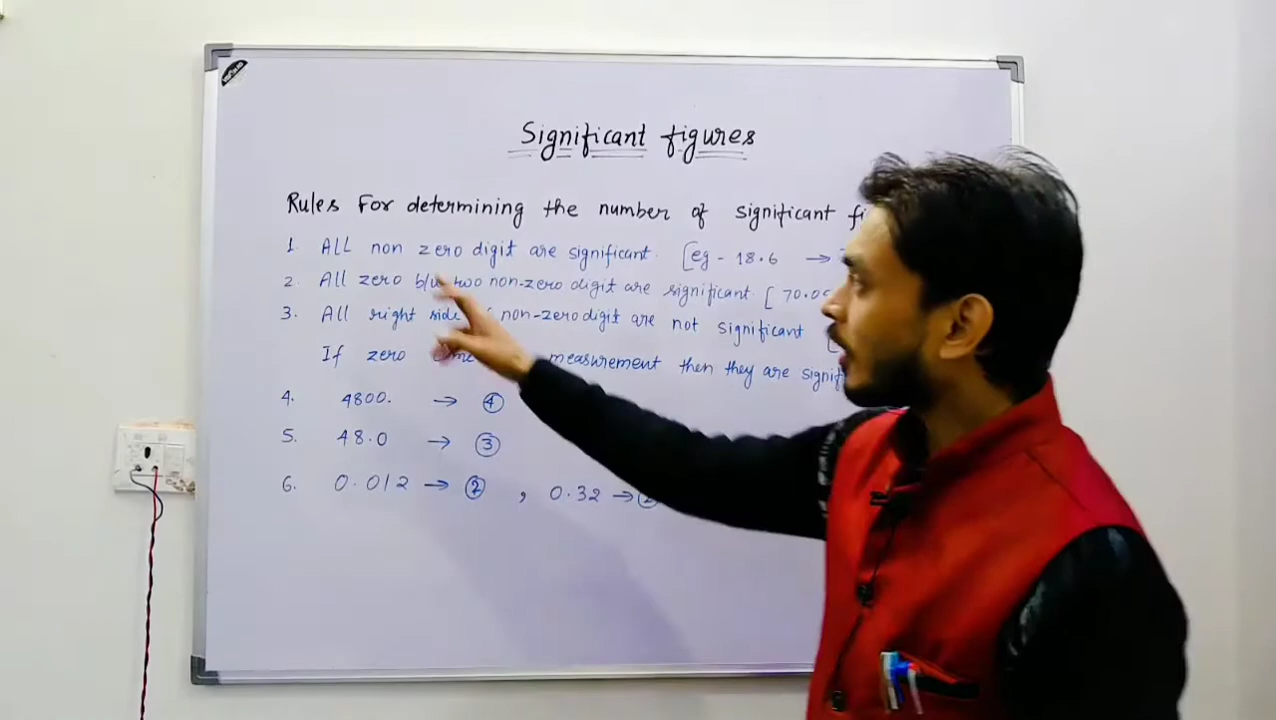 Significant figures
Rules For determining the number of significant
1. ALL non zero digit are significant. [eg - 18.6 →
2. All zero b/w two non-zero digit are significant [ 70.0
3. All right side non-zero digit are not significant [
If zero measurement then they are signif
4. 4800. → 4
5. 48.0 → 3
6. 0.012 → 2 , 0.32 → 2